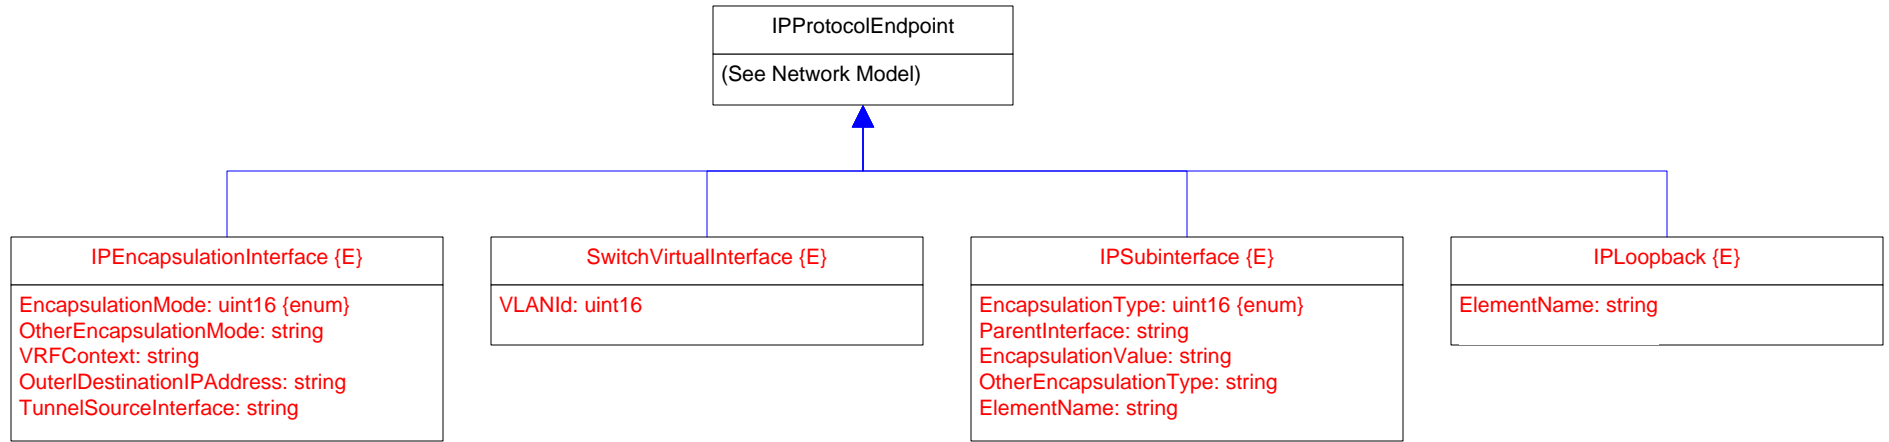 IPProtocolEndpoint
(See Network Model)
IPEncapsulationInterface {E}
EncapsulationMode: uint16 {enum}
OtherEncapsulationMode: string
VRFContext: string
OuterlDestinationIPAddress: string
TunnelSourceInterface: string
SwitchVirtualInterface {E}
VLANId: uint16
IPSubinterface {E}
EncapsulationType: uint16 {enum}
ParentInterface: string
EncapsulationValue: string
OtherEncapsulationType: string
ElementName: string
IPLoopback {E}
ElementName: string